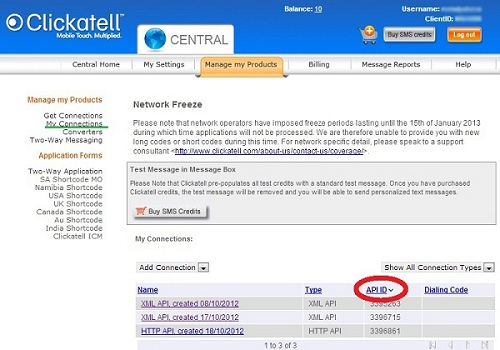 Clickatell
Mobile Touch. Multiplied.
CENTRAL
Balance: 10
Username:
ClientID:
Buy SMS credits
Log out
Central Home
My Settings
Manage my Products
Billing
Message Reports
Help
Manage my Products
Get Connections
My Connections
Converters
Two-Way Messaging
Application Forms
Two-Way Application
SA Shortcode MO
Namibia Shortcode
USA Shortcode
UK Shortcode
Canada Shortcode
Au Shortcode
India Shortcode
Clickatell ICM
Network Freeze
Please note that network operators have imposed freeze periods lasting until the 15th of January 2013
during which time applications will not be processed. We are therefore unable to provide you with new
long codes or short codes during this time. For network specific detail, please speak to a support
consultant <http://www.clickatell.com/about-us/contact-us/coverage/>.
Test Message in Message Box
Please Note that Clickatell pre-populates all test credits with a standard test message. Once you have purchased
Clickatell credits, the test message will be removed and you will be able to send personalized text messages.
Buy SMS Credits
My Connections:
Add Connection
Show All Connection Types
Name Type API ID Dialing Code
XML API, created 08/10/2012 XML API 3395263
XML API, created 17/10/2012 XML API 3396715
HTTP API, created 18/10/2012 HTTP API 3396861
1 to 3 of 3